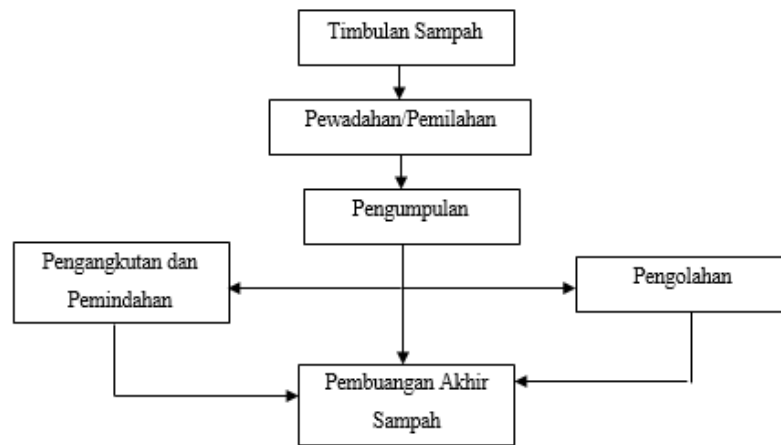 Timbulan Sampah
Pewadahan/Pemilahan
Pengumpulan
Pengangkutan dan
Pemindahan
Pengolahan
Pembuangan Akhir
Sampah